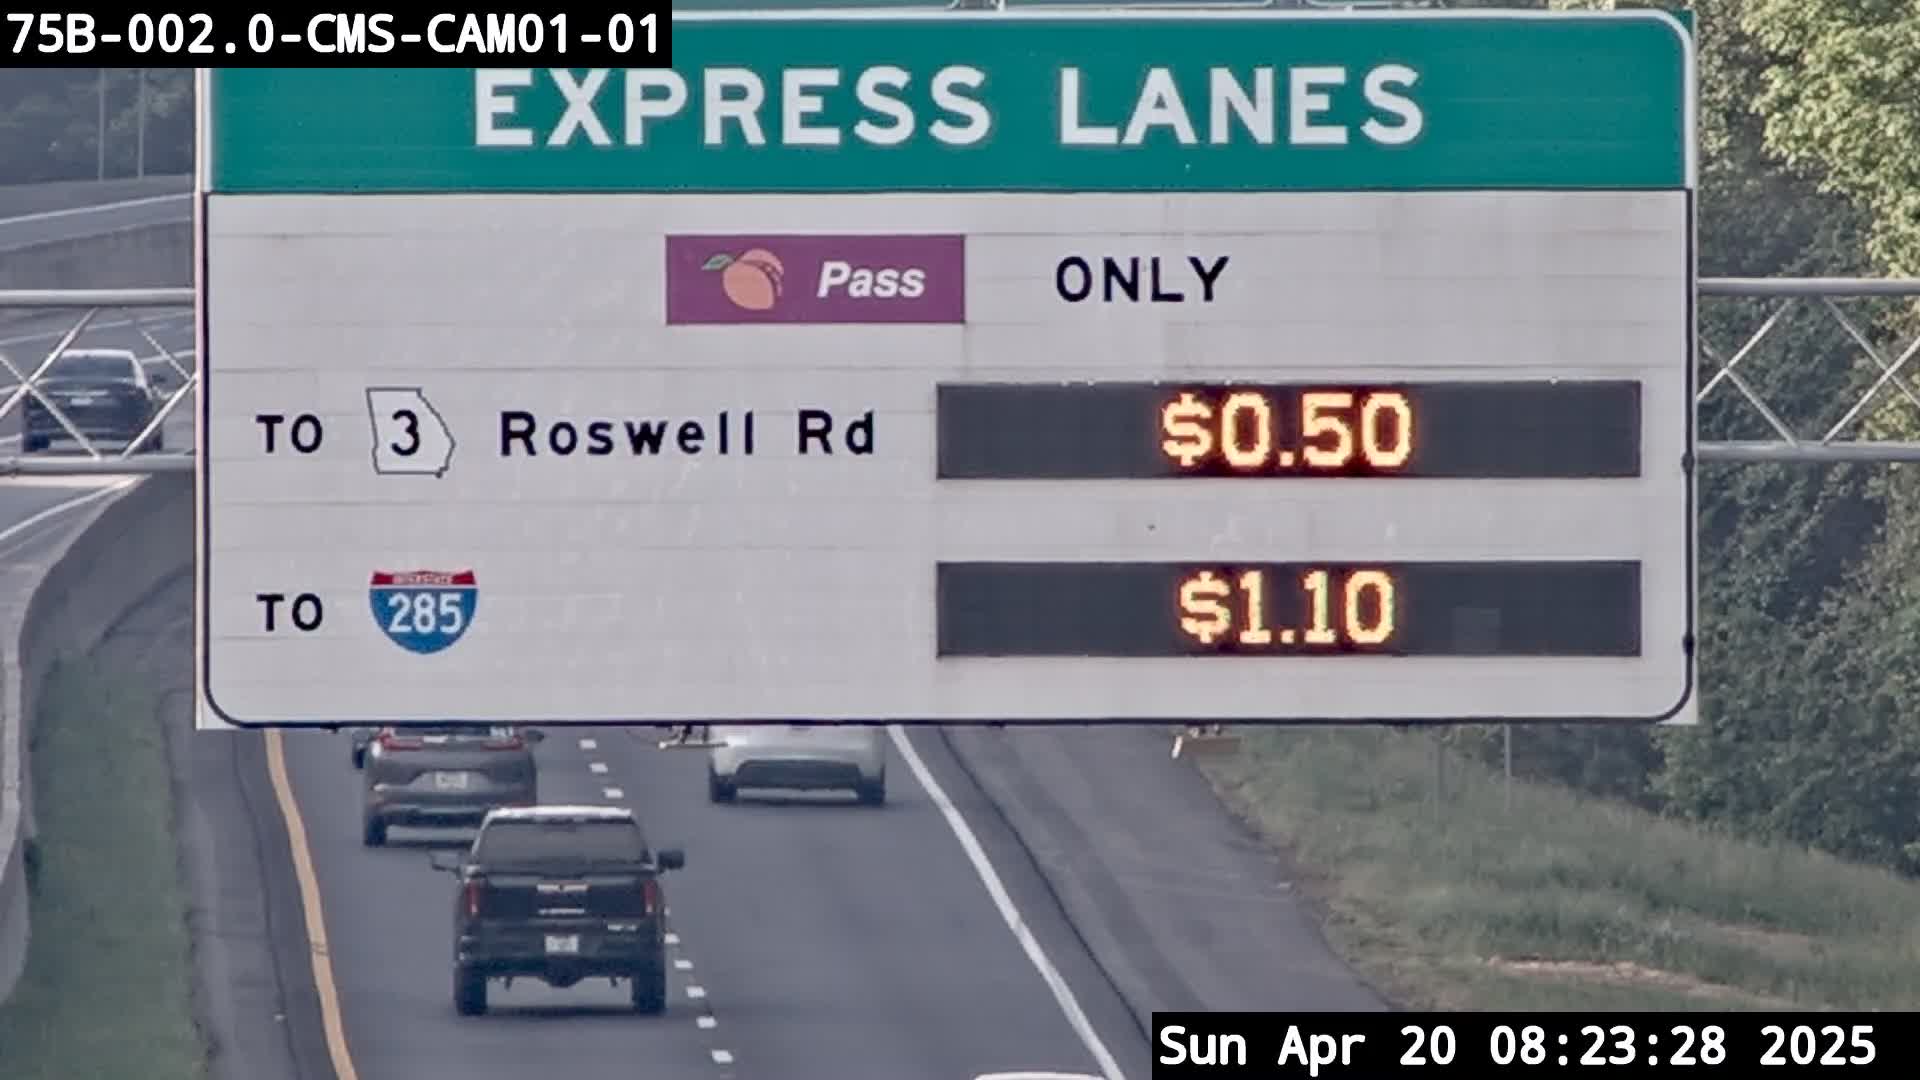 75B-002.0-CMS-CAM01-01
EXPRESS LANES
Pass ONLY
TO 3 Roswell Rd $0.50
TO INTERSTATE 285 $1.10
Sun Apr 20 08:23:28 2025